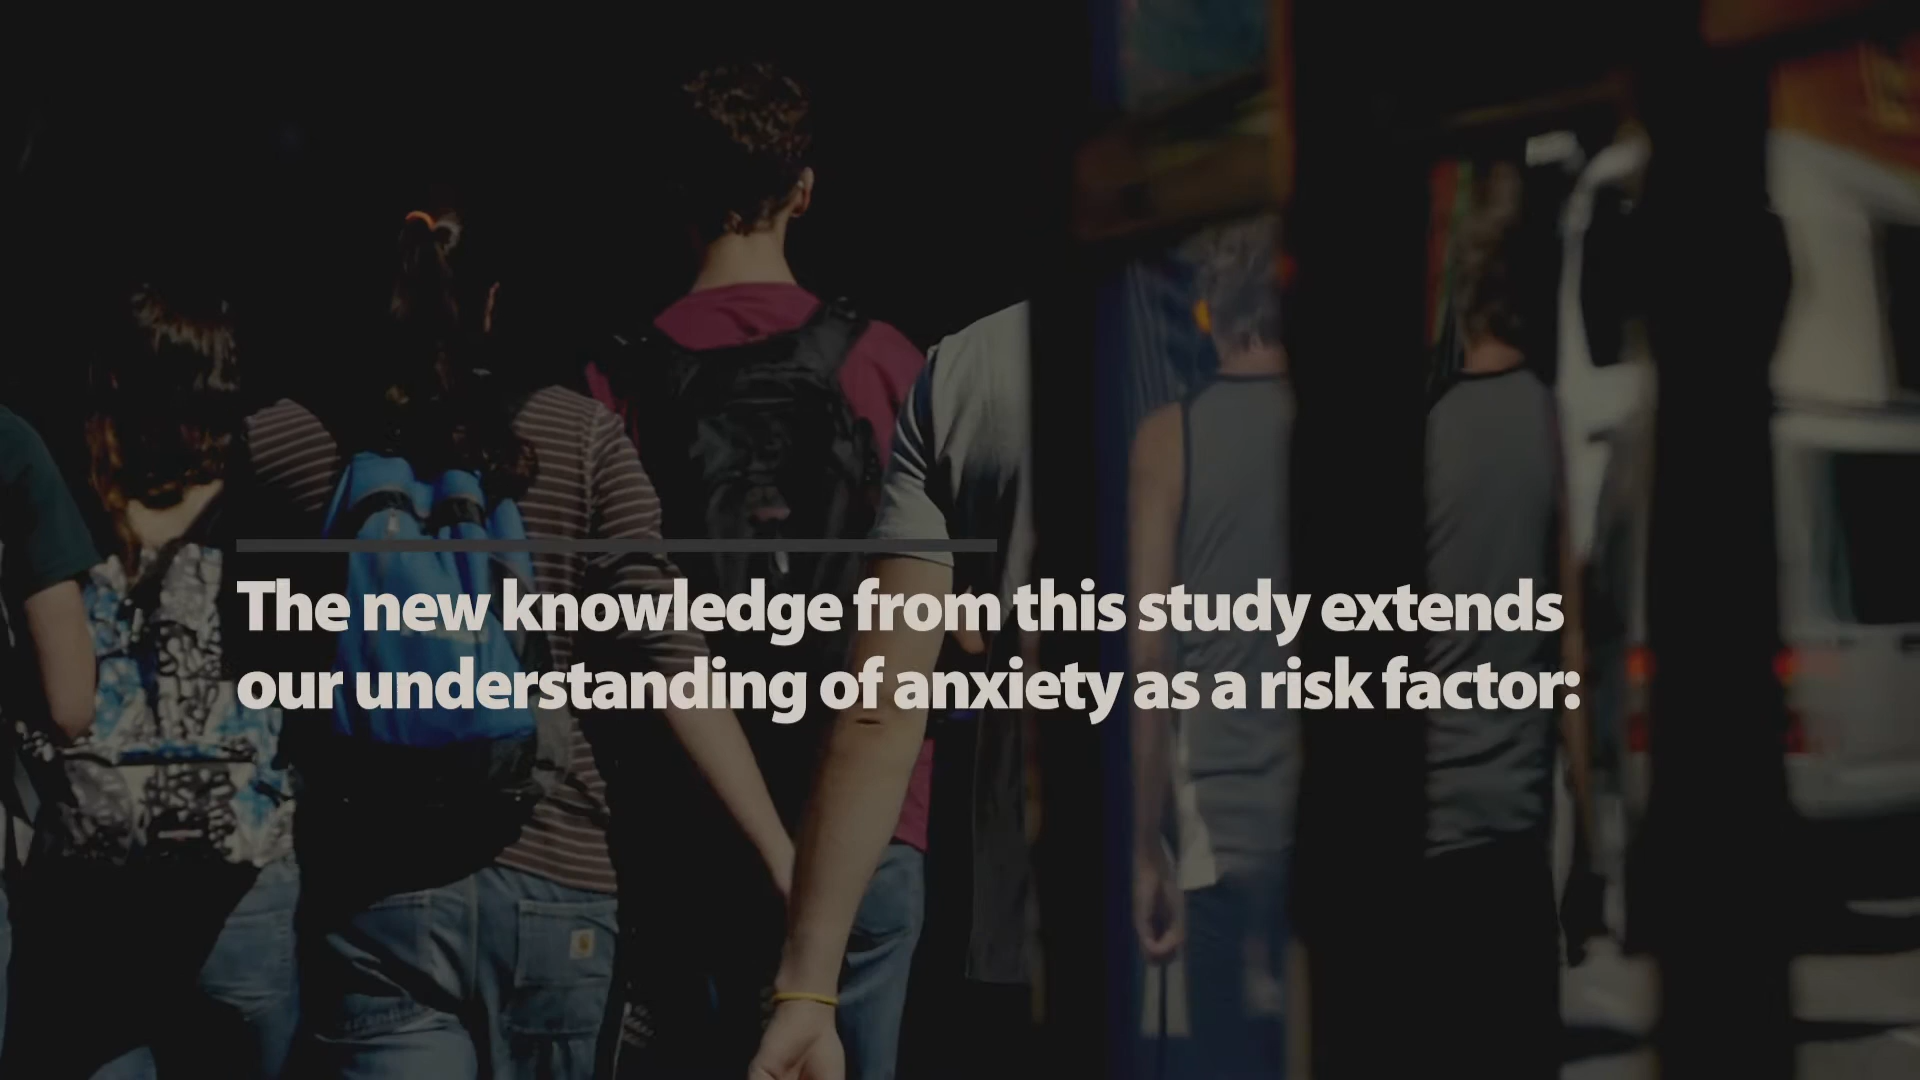 The new knowledge from this study extends
our understanding of anxiety as a risk factor: